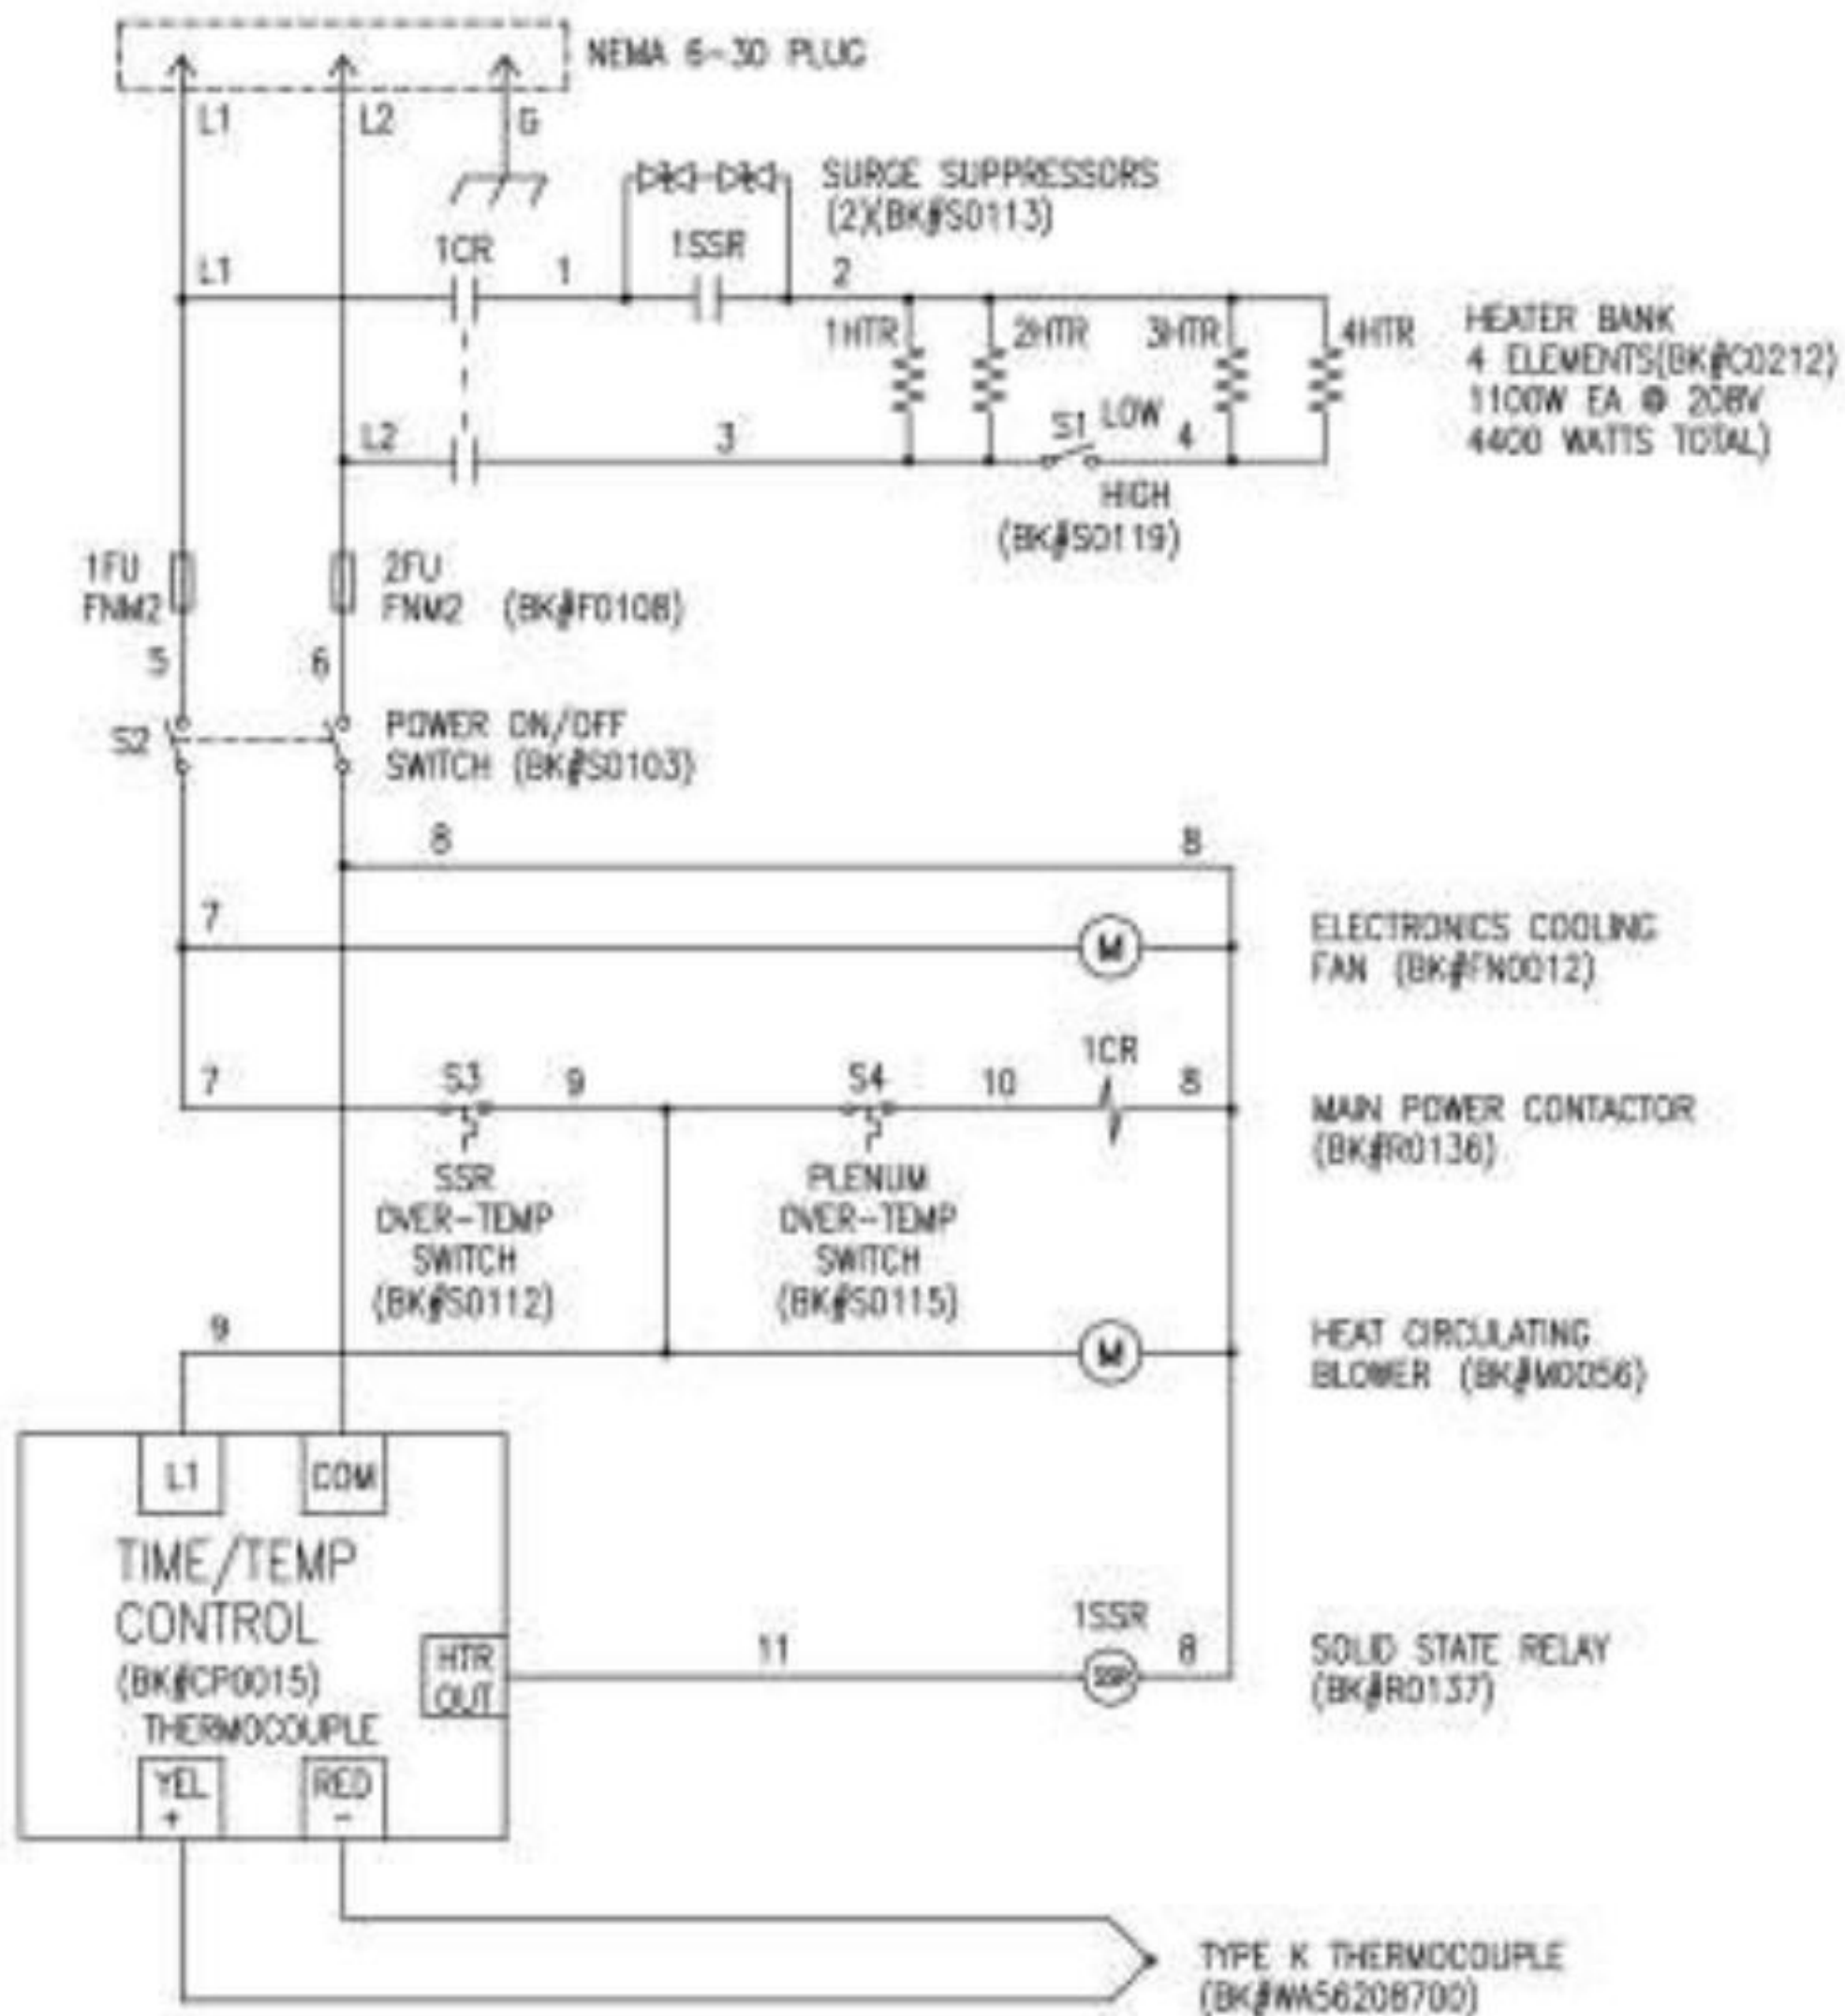 NEMA 6-30 PLUG
L1
L2
G
SURGE SUPPRESSORS
(2)(BK#S0113)
1CR
1SSR
L1
1
2
1HTR
2HTR
3HTR
4HTR
HEATER BANK
4 ELEMENTS(BK#C0212)
1100W EA @ 208V
4400 WATTS TOTAL)
L2
3
S1
LOW
4
HIGH
(BK#S0119)
1FU
FNM2
2FU
FNM2 (BK#F0108)
5
6
S2
POWER ON/OFF
SWITCH (BK#S0103)
8
8
7
M
ELECTRONICS COOLING
FAN (BK#FN0012)
7
S3
9
S4
10
1CR
8
MAIN POWER CONTACTOR
(BK#R0136)
SSR
OVER-TEMP
SWITCH
(BK#S0112)
PLENUM
OVER-TEMP
SWITCH
(BK#S0115)
9
M
HEAT CIRCULATING
BLOWER (BK#M0056)
L1
COM
TIME/TEMP
CONTROL
(BK#CP0015)
HTR
OUT
11
1SSR
SSR
8
SOLID STATE RELAY
(BK#R0137)
THERMOCOUPLE
YEL
+
RED
-
TYPE K THERMOCOUPLE
(BK#WA56208700)